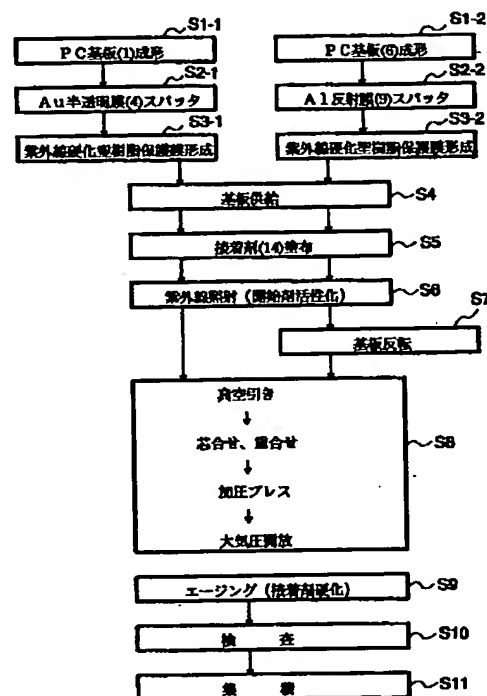 S1-1
PC基板(1)成形
S1-2
PC基板(6)成形
S2-1
Au半透明膜(4)スパッタ
S2-2
Al反射膜(9)スパッタ
S3-1
紫外線硬化型樹脂保護膜形成
S3-2
紫外線硬化型樹脂保護膜形成
基板供給
S4
接着剤(14)塗布
S5
紫外線照射(開始剤活性化)
S6
S7
基板反転
真空引き
↓
芯合せ、重合せ
↓
加圧プレス
↓
大気圧開放
S8
エージング(接着剤硬化)
S9
検 査
S10
集 積
S11